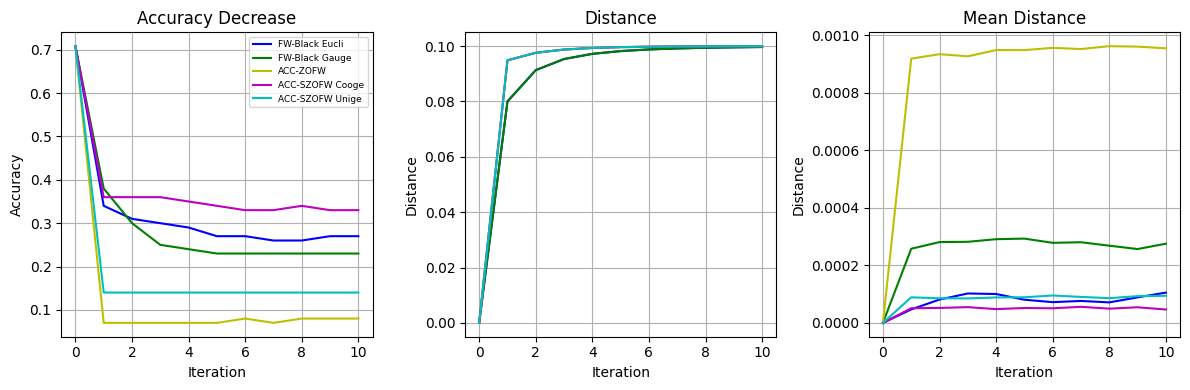 Accuracy Decrease
Accuracy
0.7
0.6
0.5
0.4
0.3
0.2
0.1
FW-Black Eucli
FW-Black Gauge
ACC-ZOFW
ACC-SZOFW Cooge
ACC-SZOFW Unige
0 2 4 6 8 10
Iteration
Distance
Distance
0.10
0.08
0.06
0.04
0.02
0.00
0 2 4 6 8 10
Iteration
Mean Distance
Distance
0.0010
0.0008
0.0006
0.0004
0.0002
0.0000
0 2 4 6 8 10
Iteration